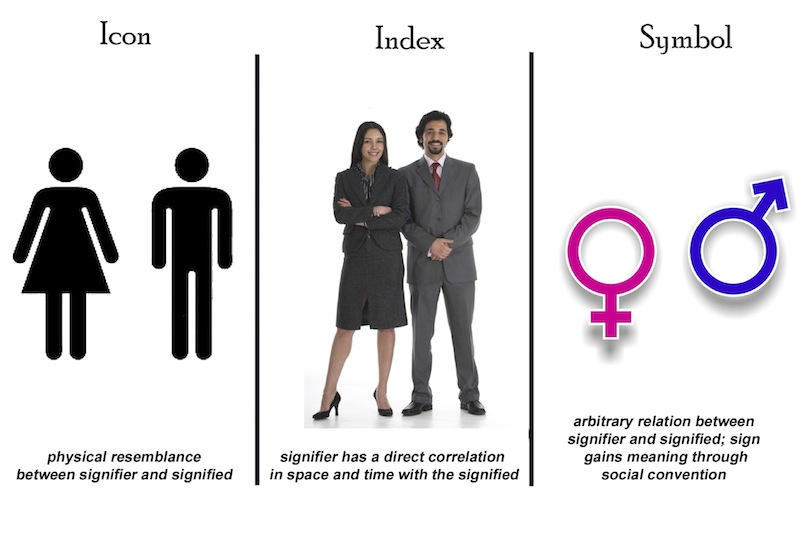 Icon
physical resemblance
between signifier and signified
Index
signifier has a direct correlation
in space and time with the signified
Symbol
arbitrary relation between
signifier and signified; sign
gains meaning through
social convention